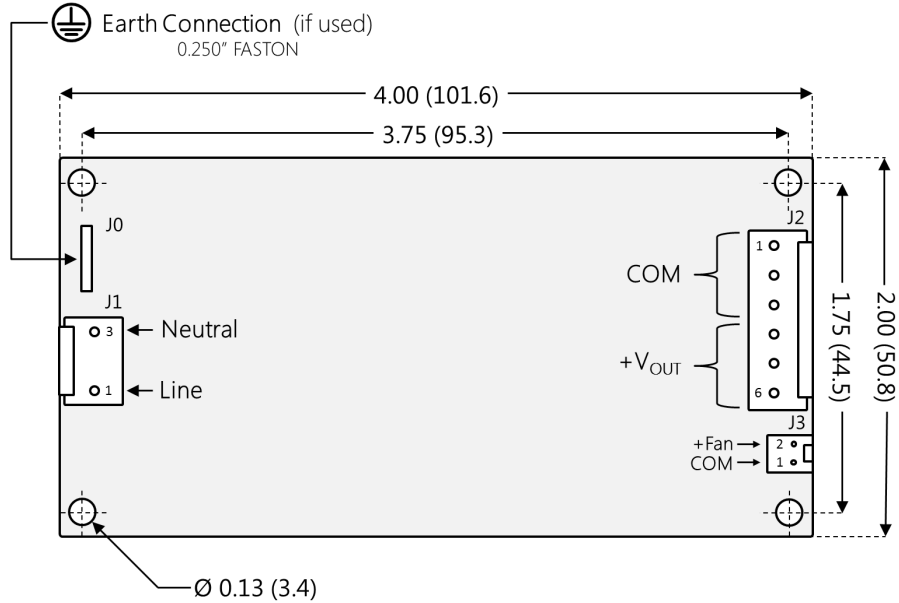 Earth Connection (if used)
0.250” FASTON
4.00 (101.6)
3.75 (95.3)
J0
J2
1
COM
J1
3 Neutral
+VOUT
1 Line
6
1.75 (44.5)
2.00 (50.8)
J3
+Fan 2
COM 1
Ø 0.13 (3.4)